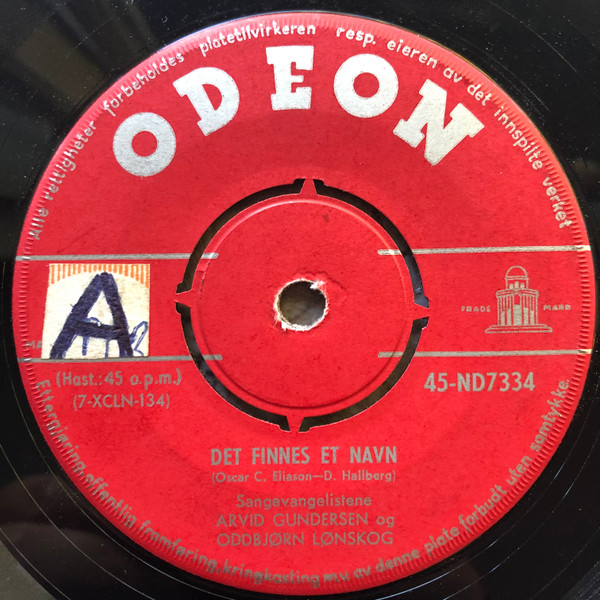 Alle rettigheter forbeholdes platetilvirkeren resp. eieren av det innspilte verket
ODEON
A
TRADE MARK
(Hast.: 45 o.p.m.)
(7-XCLN-134)
45-ND7334
DET FINNES ET NAVN
(Oscar C. Eliason—D. Hallberg)
Sangevangelistene
ARVID GUNDERSEN og
ODDBJØRN LØNSKOG
Eftergjøring, offentlig fremføring, kringkasting m.v. av denne plate forbudt uten samtykke.